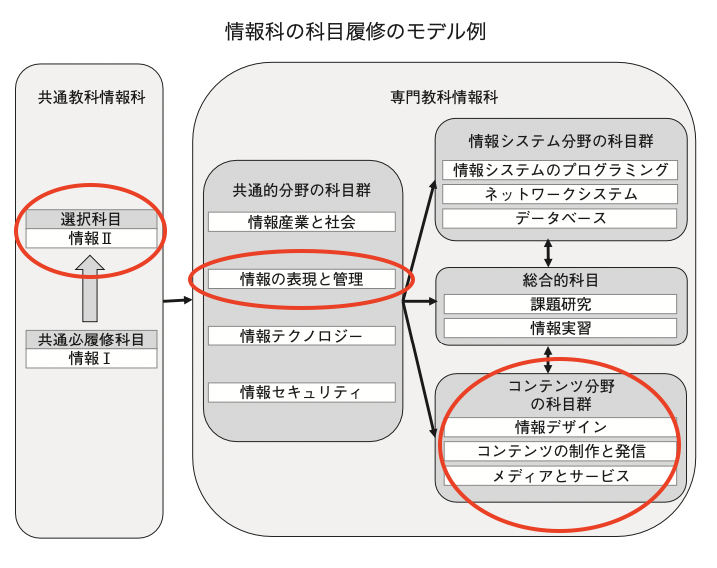 情報科の科目履修のモデル例
共通教科情報科
選択科目
情報Ⅱ
共通必履修科目
情報Ⅰ
専門教科情報科
共通的分野の科目群
情報産業と社会
情報の表現と管理
情報テクノロジー
情報セキュリティ
情報システム分野の科目群
情報システムのプログラミング
ネットワークシステム
データベース
総合的科目
課題研究
情報実習
コンテンツ分野
の科目群
情報デザイン
コンテンツの制作と発信
メディアとサービス